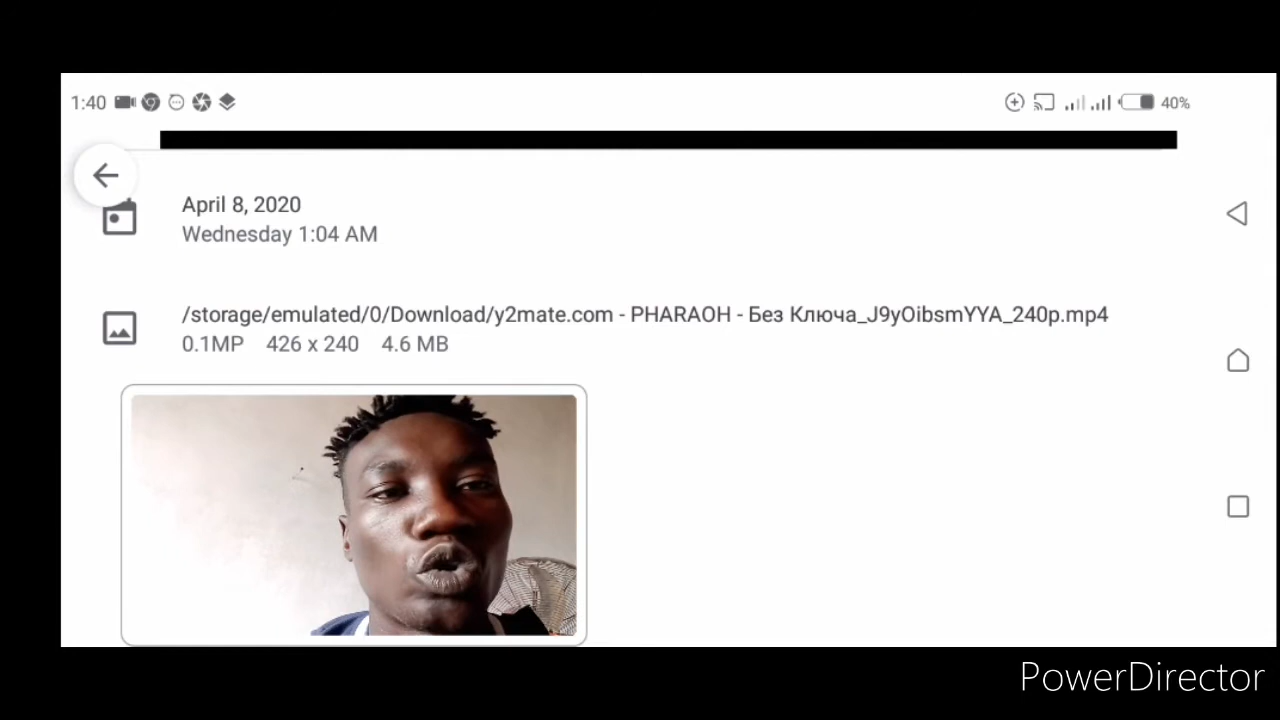 1:40
40%
April 8, 2020
Wednesday 1:04 AM
/storage/emulated/0/Download/y2mate.com - PHARAOH - Без Ключа_J9yOibsmYYA_240p.mp4
0.1MP 426 x 240 4.6 MB
PowerDirector